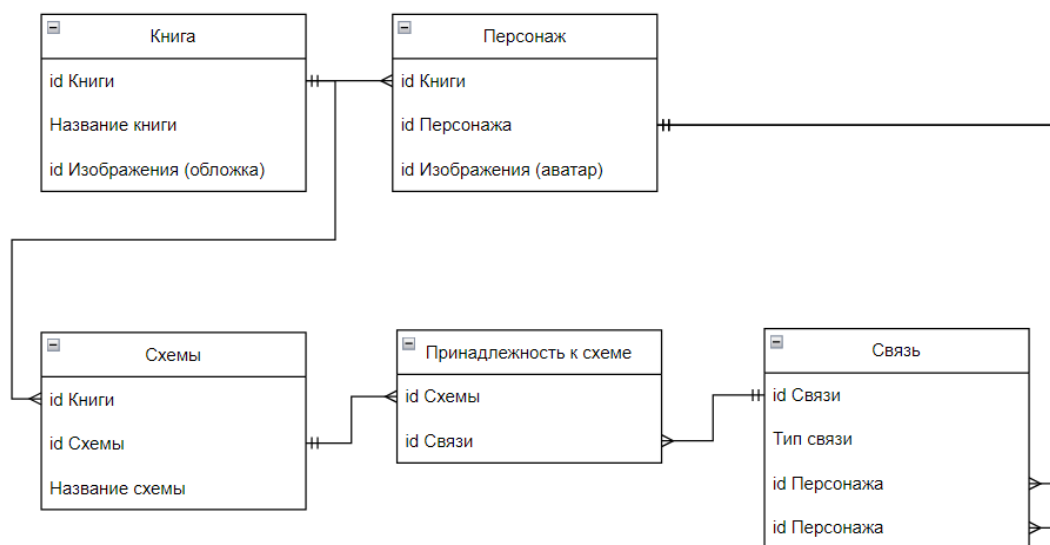 Книга
id Книги
Название книги
id Изображения (обложка)
Персонаж
id Книги
id Персонажа
id Изображения (аватар)
Схемы
id Книги
id Схемы
Название схемы
Принадлежность к схеме
id Схемы
id Связи
Связь
id Связи
Тип связи
id Персонажа
id Персонажа